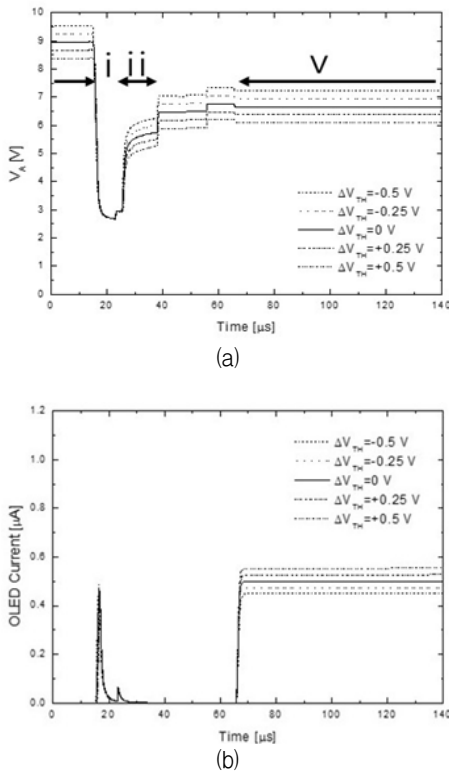 10
9
8
7
6
5
4
3
2
1
0
V_A [V]
i
ii
v
ΔV_TH=-0.5 V
ΔV_TH=-0.25 V
ΔV_TH=0 V
ΔV_TH=+0.25 V
ΔV_TH=+0.5 V
0 20 40 60 80 100 120 140
Time [μs]
(a)
1.2
1.0
0.8
0.6
0.4
0.2
0.0
OLED Current [μA]
ΔV_TH=-0.5 V
ΔV_TH=-0.25 V
ΔV_TH=0 V
ΔV_TH=+0.25 V
ΔV_TH=+0.5 V
0 20 40 60 80 100 120 140
Time [μs]
(b)